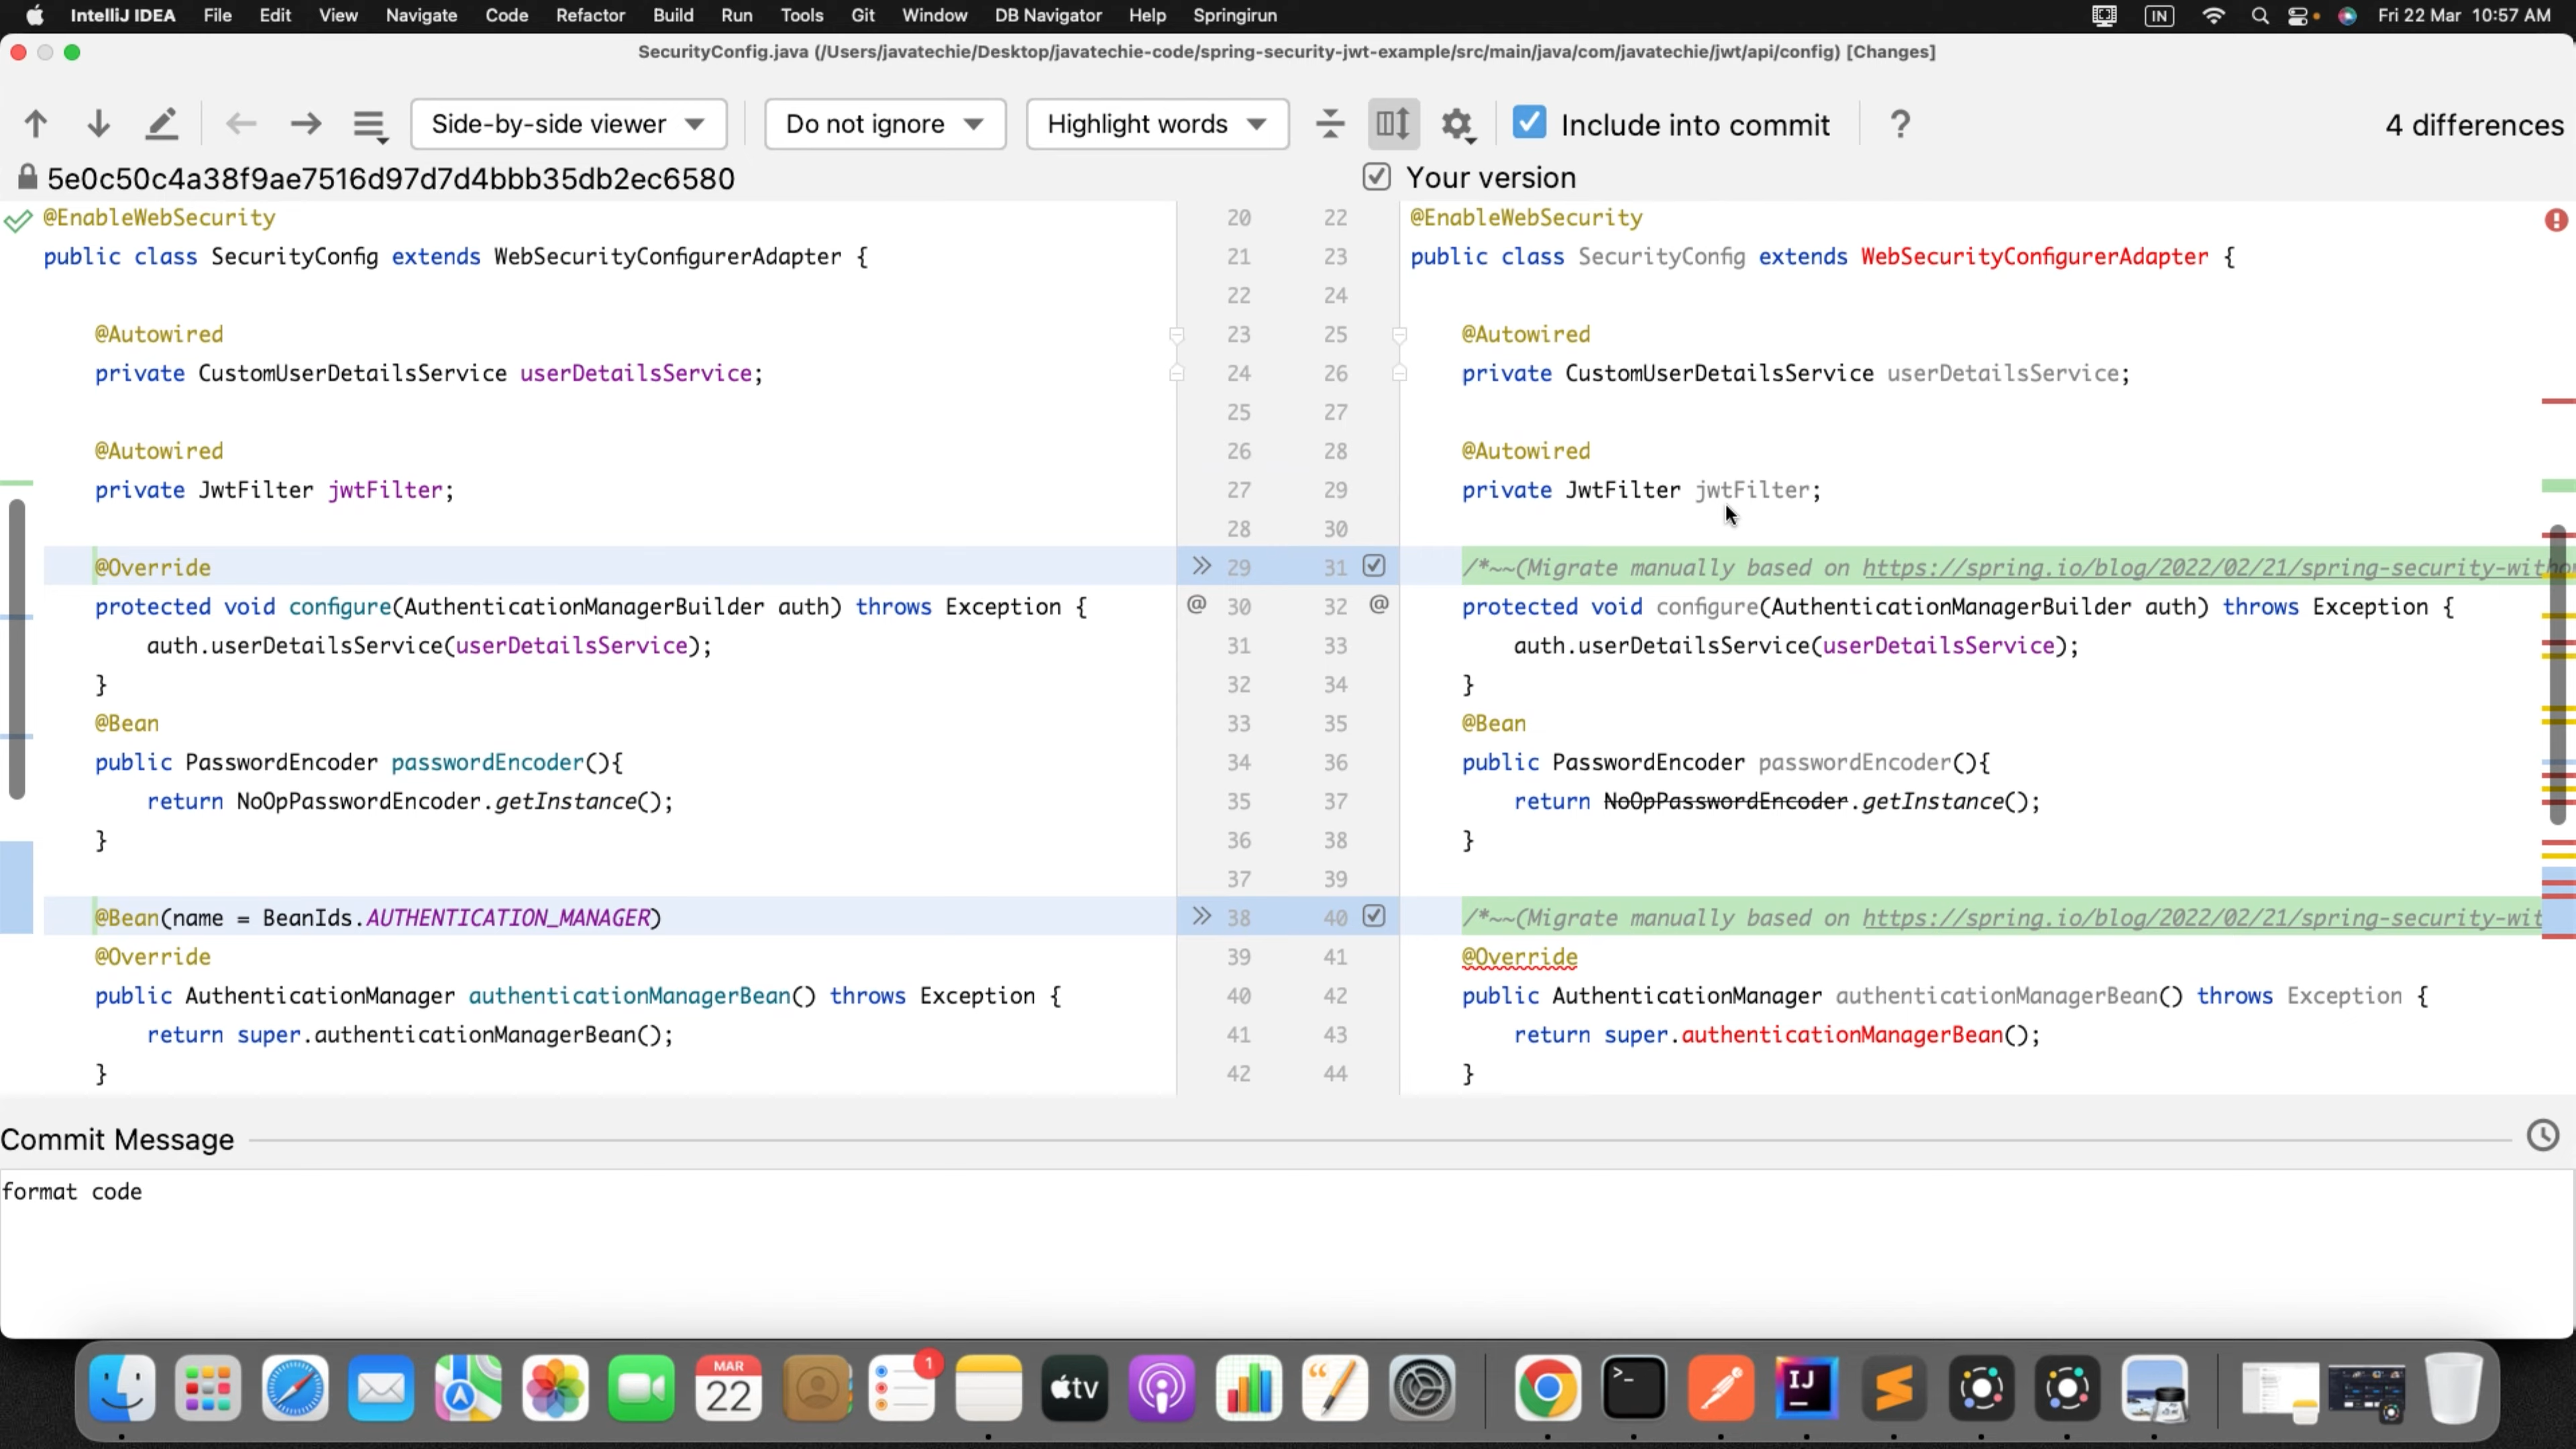 IntelliJ IDEA File Edit View Navigate Code Refactor Build Run Tools Git Window DB Navigator Help Springirun IN Fri 22 Mar 10:57 AM
SecurityConfig.java (/Users/javatechie/Desktop/javatechie-code/spring-security-jwt-example/src/main/java/com/javatechie/jwt/api/config) [Changes]
Side-by-side viewer Do not ignore Highlight words Include into commit ? 4 differences
5e0c50c4a38f9ae7516d97d7d4bbb35db2ec6580 Your version
@EnableWebSecurity 20 22 @EnableWebSecurity
public class SecurityConfig extends WebSecurityConfigurerAdapter { 21 23 public class SecurityConfig extends WebSecurityConfigurerAdapter {
22 24
@Autowired 23 25 @Autowired
private CustomUserDetailsService userDetailsService; 24 26 private CustomUserDetailsService userDetailsService;
25 27
@Autowired 26 28 @Autowired
private JwtFilter jwtFilter; 27 29 private JwtFilter jwtFilter;
28 30
@Override >> 29 31 /*~~(Migrate manually based on https://spring.io/blog/2022/02/21/spring-security-witho
protected void configure(AuthenticationManagerBuilder auth) throws Exception { @ 30 32 @ protected void configure(AuthenticationManagerBuilder auth) throws Exception {
auth.userDetailsService(userDetailsService); 31 33 auth.userDetailsService(userDetailsService);
} 32 34 }
@Bean 33 35 @Bean
public PasswordEncoder passwordEncoder(){ 34 36 public PasswordEncoder passwordEncoder(){
return NoOpPasswordEncoder.getInstance(); 35 37 return NoOpPasswordEncoder.getInstance();
} 36 38 }
37 39
@Bean(name = BeanIds.AUTHENTICATION_MANAGER) >> 38 40 /*~~(Migrate manually based on https://spring.io/blog/2022/02/21/spring-security-wit
@Override 39 41 @Override
public AuthenticationManager authenticationManagerBean() throws Exception { 40 42 public AuthenticationManager authenticationManagerBean() throws Exception {
return super.authenticationManagerBean(); 41 43 return super.authenticationManagerBean();
} 42 44 }
Commit Message
format code
MAR
22
1
tv
>_
IJ